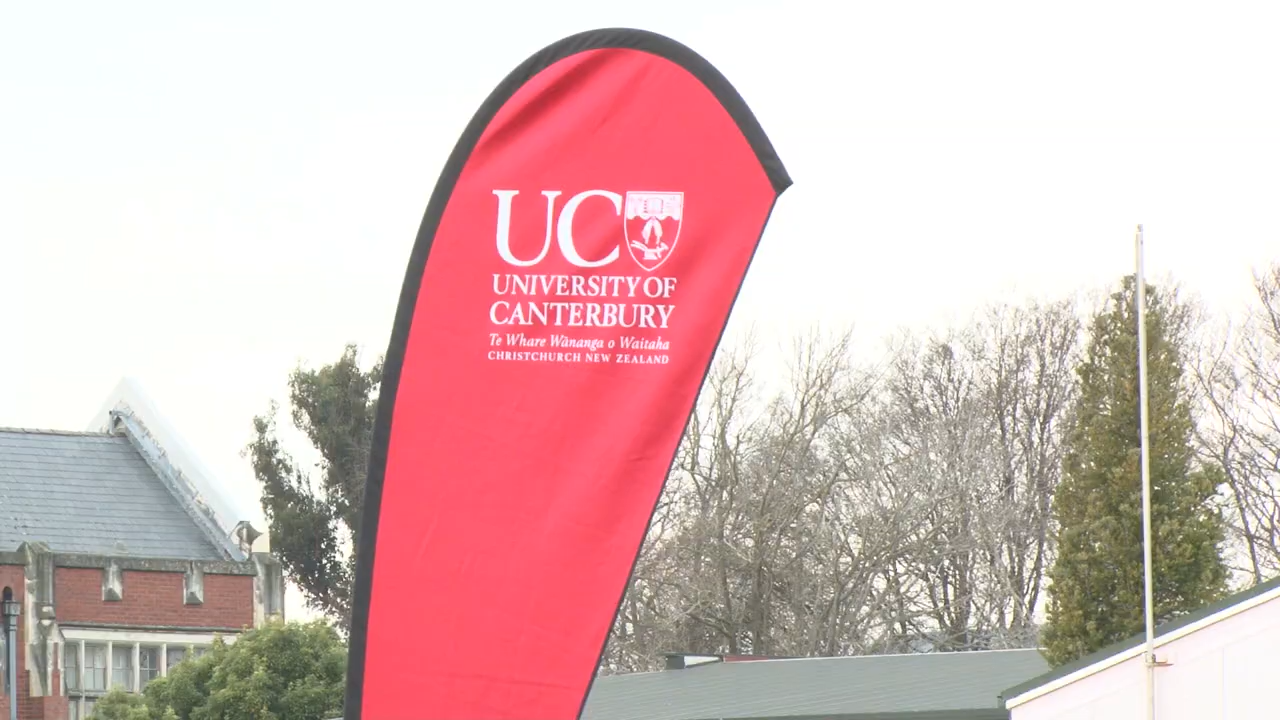 UC
UNIVERSITY OF
CANTERBURY
Te Whare Wānanga o Waitaha
CHRISTCHURCH NEW ZEALAND